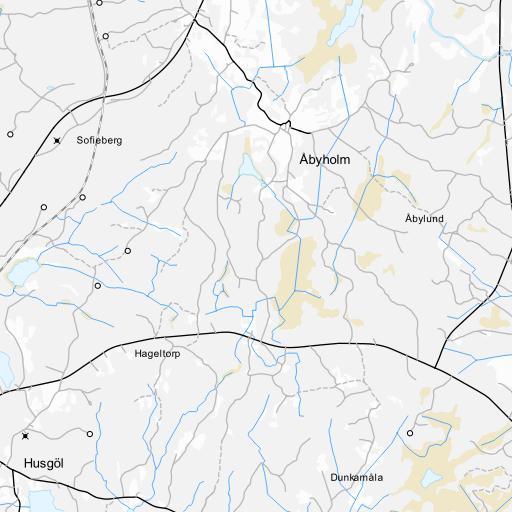 Sofieberg
Åbyholm
Åbylund
Hageltorp
Husgöl
Dunkamåla